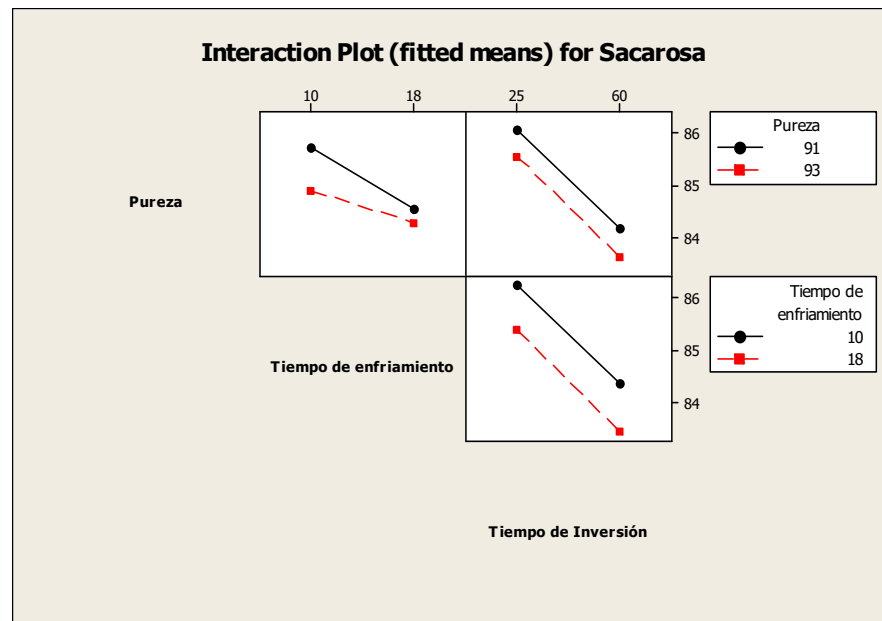 Interaction Plot (fitted means) for Sacarosa
10 18 25 60
Pureza
86
85
84
Pureza
91
93
Tiempo de enfriamiento
86
85
84
Tiempo de
enfriamiento
10
18
Tiempo de Inversión